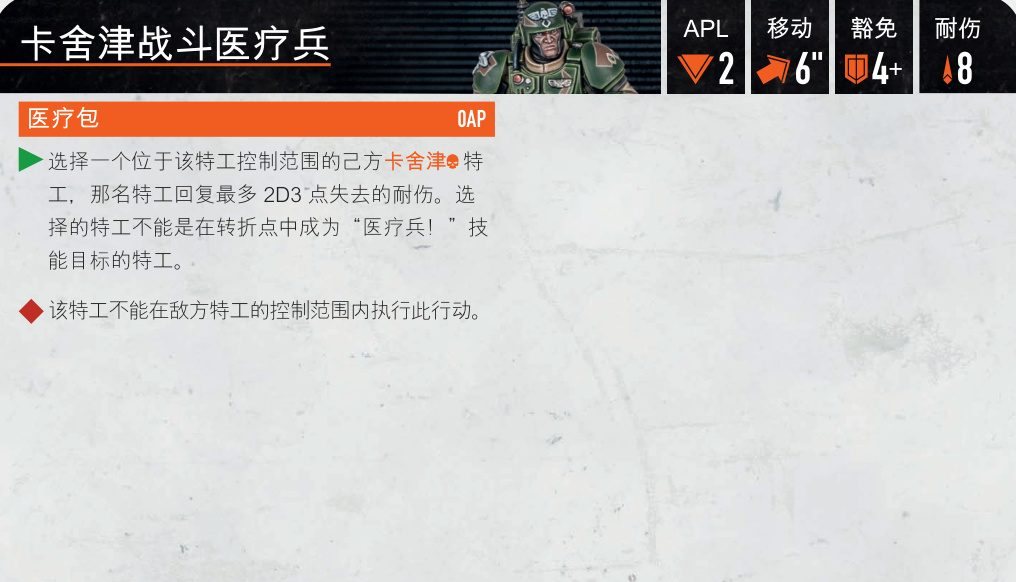 卡舍津战斗医疗兵
APL 移动 豁免 耐伤
2 6" 4+ 8
医疗包 0AP
选择一个位于该特工控制范围的己方卡舍津特
工，那名特工回复最多 2D3 点失去的耐伤。选
择的特工不能是在转折点中成为“医疗兵！”技
能目标的特工。
该特工不能在敌方特工的控制范围内执行此行动。